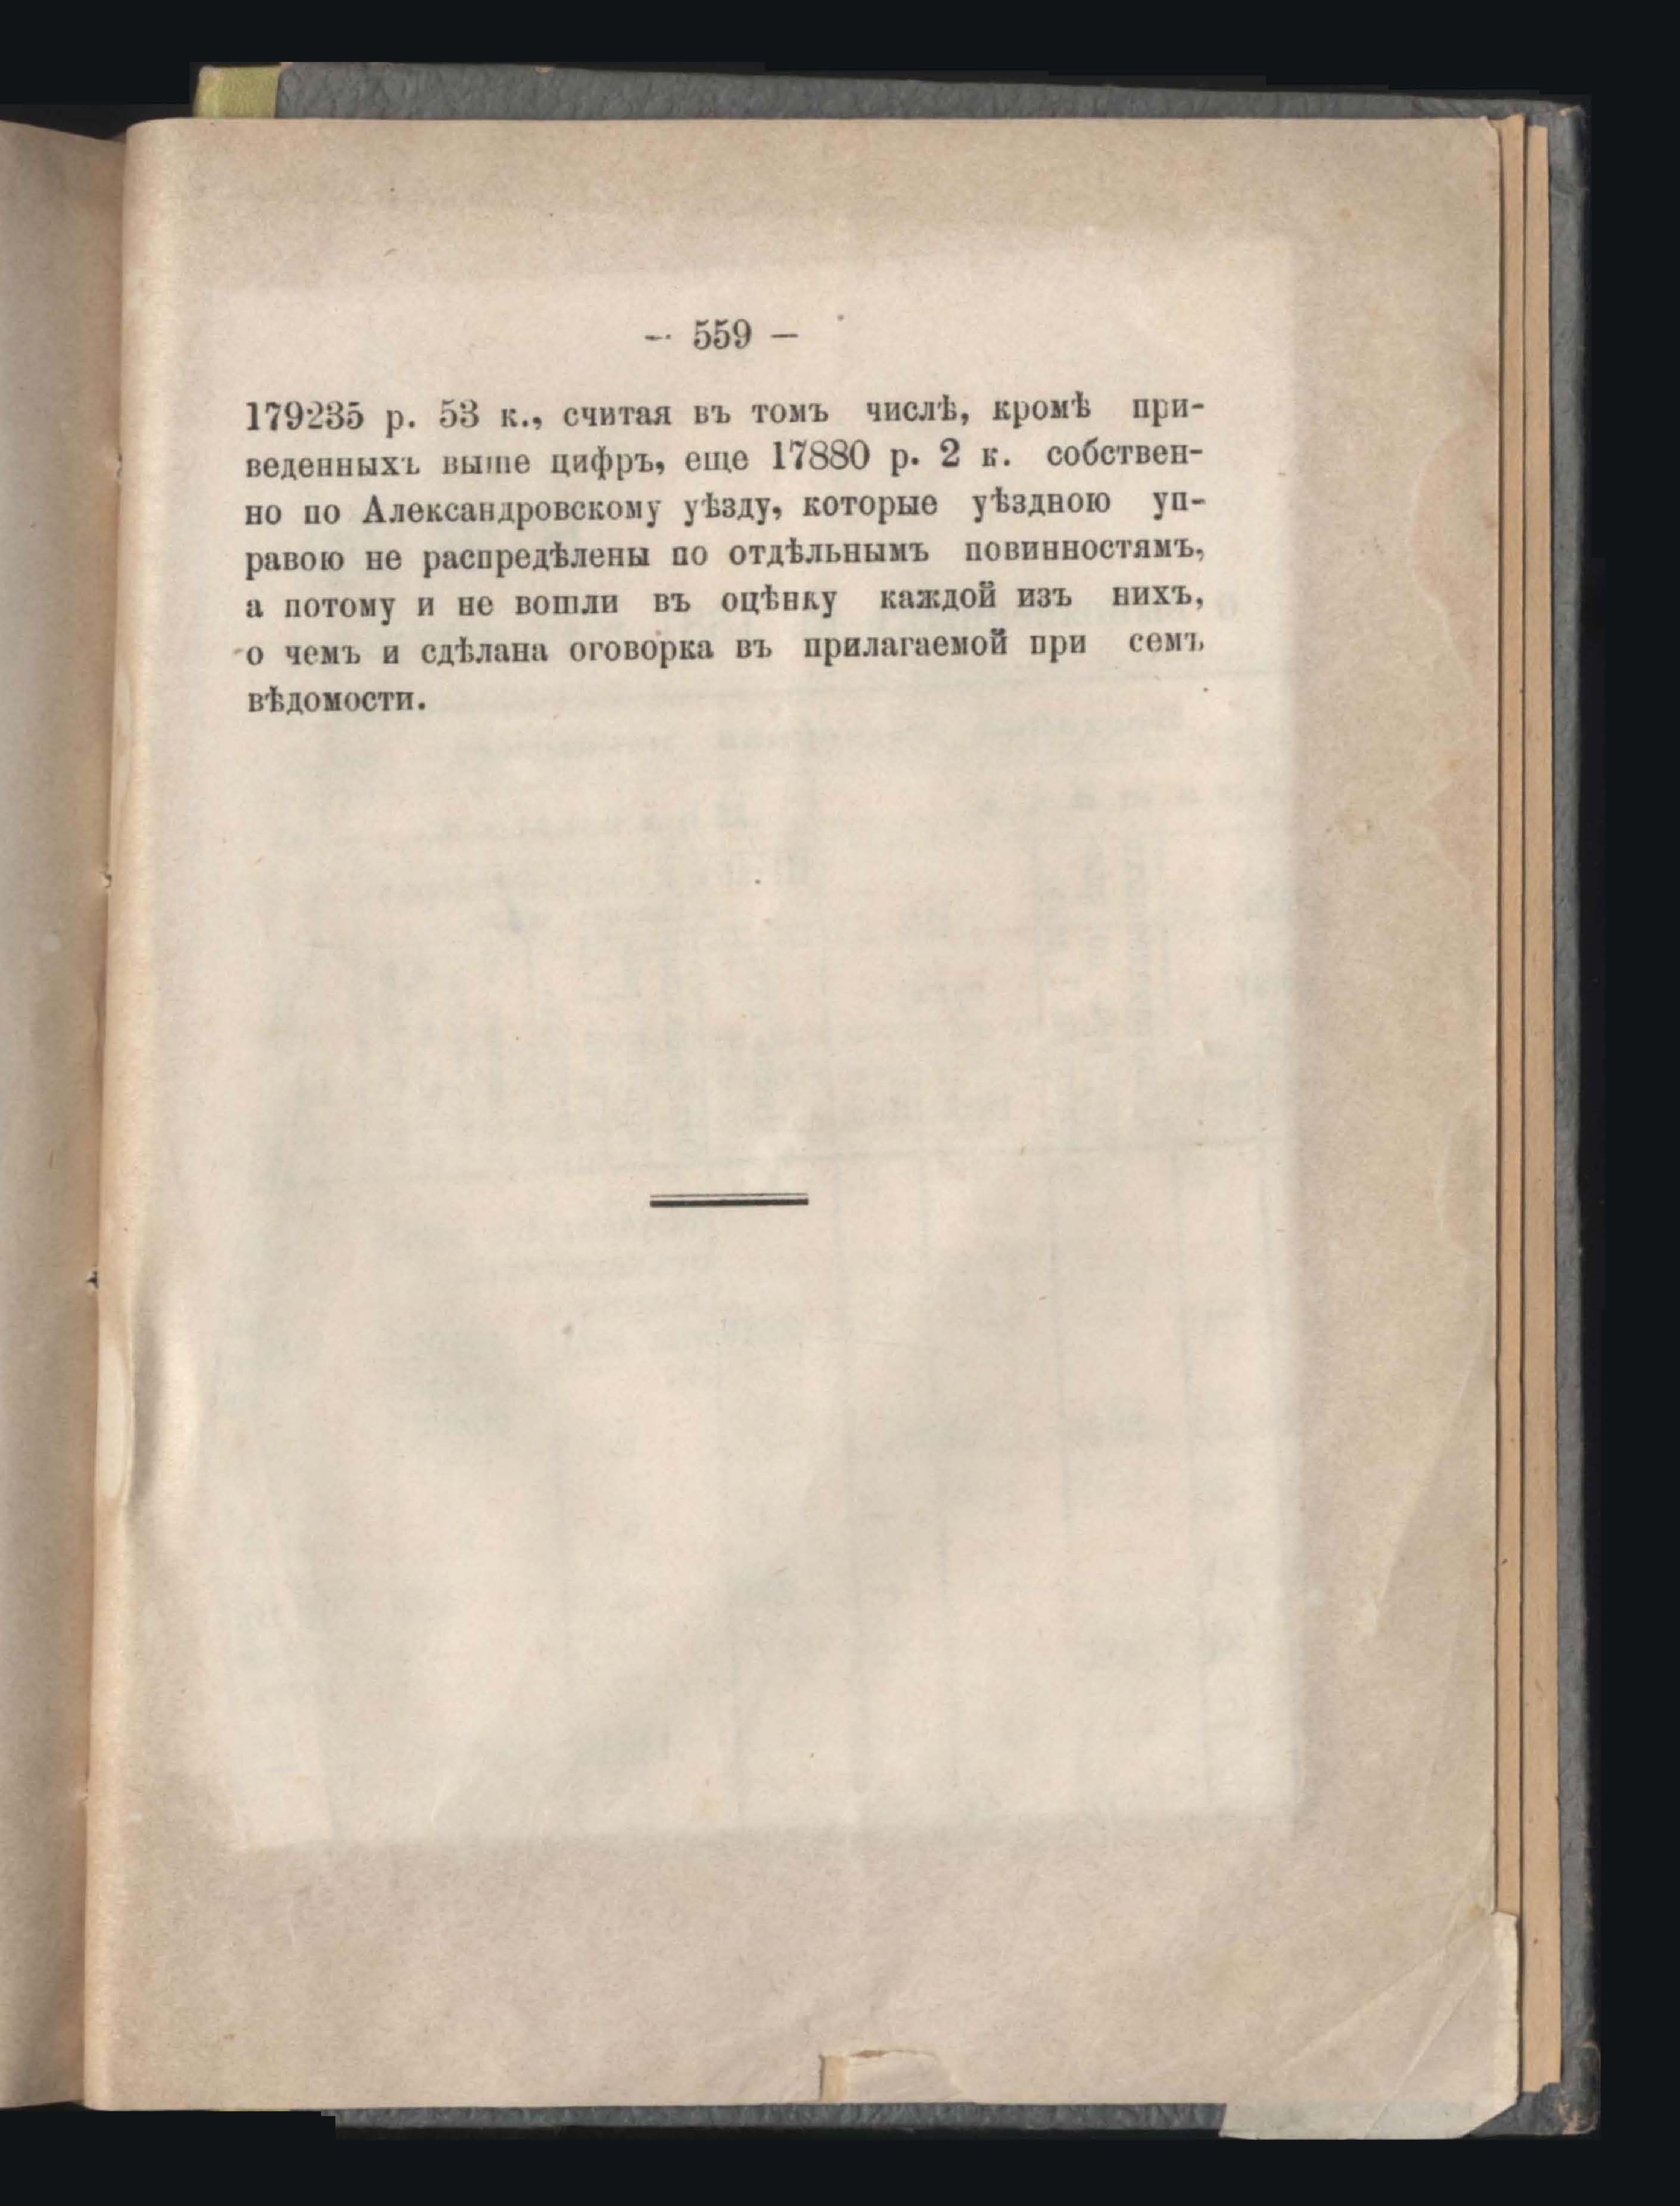 — 559 —
179235 р. 53 к., считая въ томъ числѣ, кромѣ при-
веденныхъ выше цифръ, еще 17880 р. 2 к. собствен-
но по Александровскому уѣзду, которые уѣздною уп-
равою не распредѣлены по отдѣльнымъ повинностямъ,
а потому и не вошли въ оцѣнку каждой изъ нихъ,
о чемъ и сдѣлана оговорка въ прилагаемой при семъ
вѣдомости.